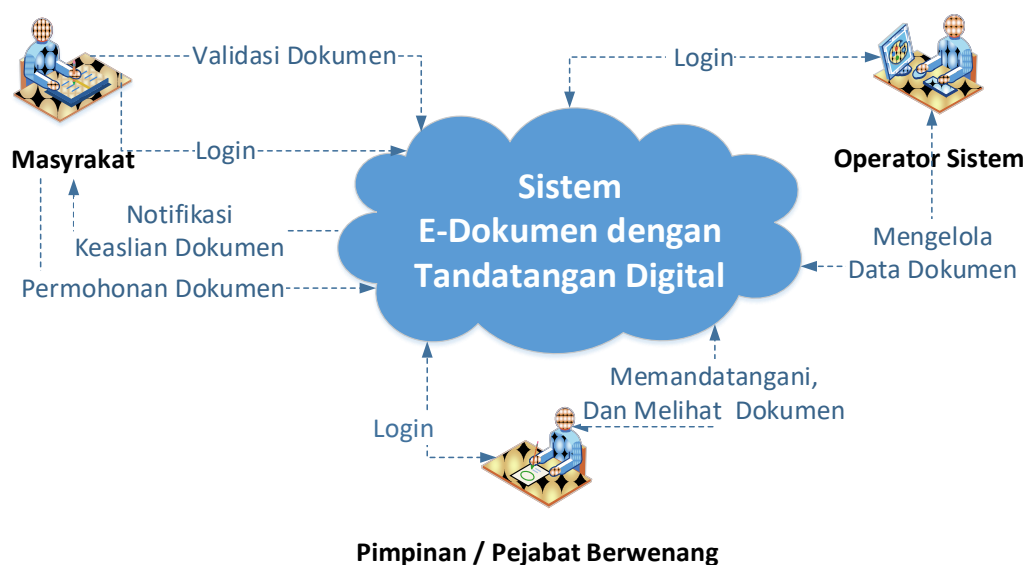 Validasi Dokumen
Login
Login
Masyrakat
Operator Sistem
Sistem
E-Dokumen dengan
Tandatangan Digital
Notifikasi
Keaslian Dokumen
Mengelola
Data Dokumen
Permohonan Dokumen
Memandatangani,
Dan Melihat Dokumen
Login
Pimpinan / Pejabat Berwenang